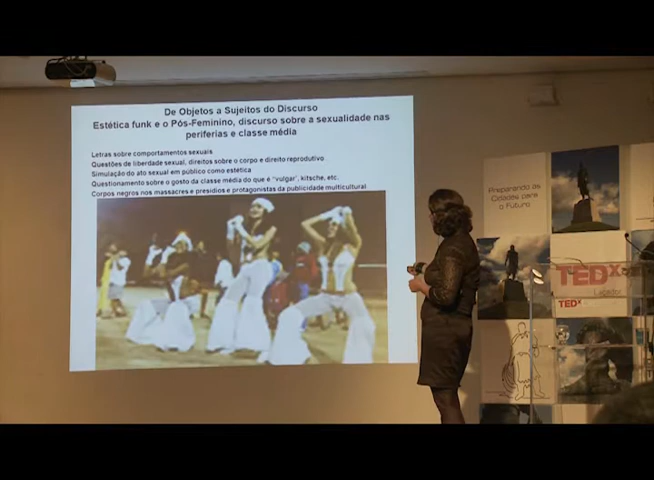 De Objetos a Sujeitos do Discurso
Estética funk e o Pós-Feminino, discurso sobre a sexualidade nas
periferias e classe média
Letras sobre comportamentos sexuais
Questões de liberdade sexual, direitos sobre o corpo e direito reprodutivo
Simulação do ato sexual em público como estética
Questionamento sobre o gosto da classe média do que é "vulgar', kitsche, etc.
Corpos negros nos massacres e presídios e protagonistas da publicidade multicultural
Preparando as
Cidades para
o Futuro
TEDx
Laçador
TEDx